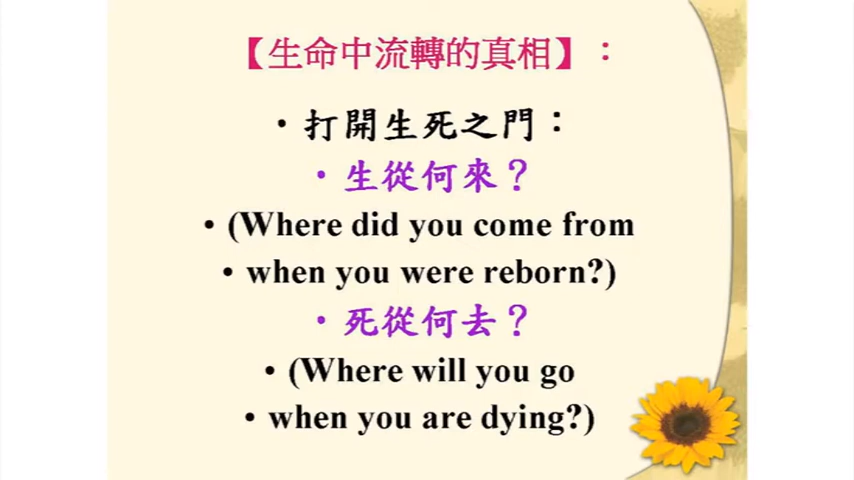 【生命中流轉的真相】：
•打開生死之門：
•生從何來？
• (Where did you come from
• when you were reborn?)
•死從何去？
• (Where will you go
• when you are dying?)